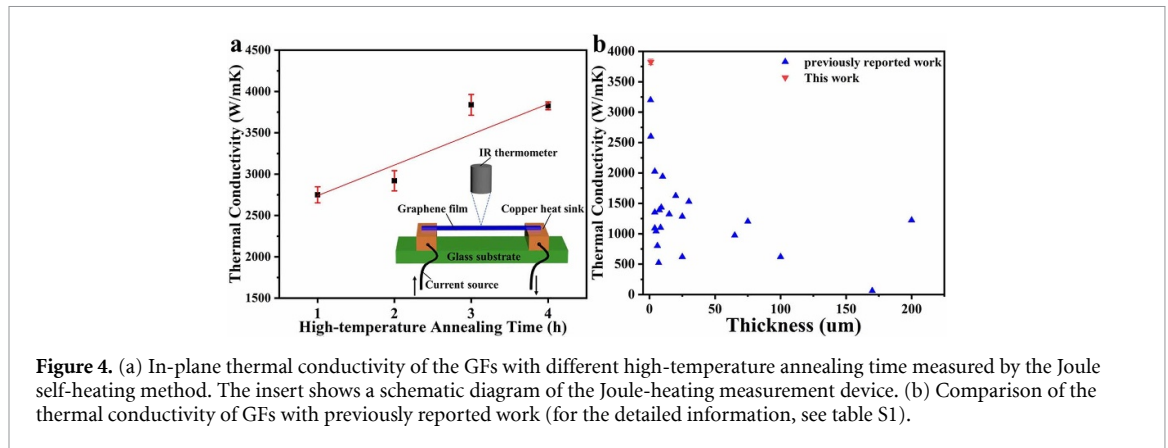 a
4500
4000
3500
3000
2500
2000
1500
Thermal Conductivity (W/mK)
IR thermometer
Graphene film
Copper heat sink
Glass substrate
Current source
1 2 3 4
High-temperature Annealing Time (h)
b
4000
3500
3000
2500
2000
1500
1000
500
0
Thermal Conductivity (W/mK)
previously reported work
This work
0 50 100 150 200
Thickness (um)
Figure 4. (a) In-plane thermal conductivity of the GFs with different high-temperature annealing time measured by the Joule
self-heating method. The insert shows a schematic diagram of the Joule-heating measurement device. (b) Comparison of the
thermal conductivity of GFs with previously reported work (for the detailed information, see table S1).